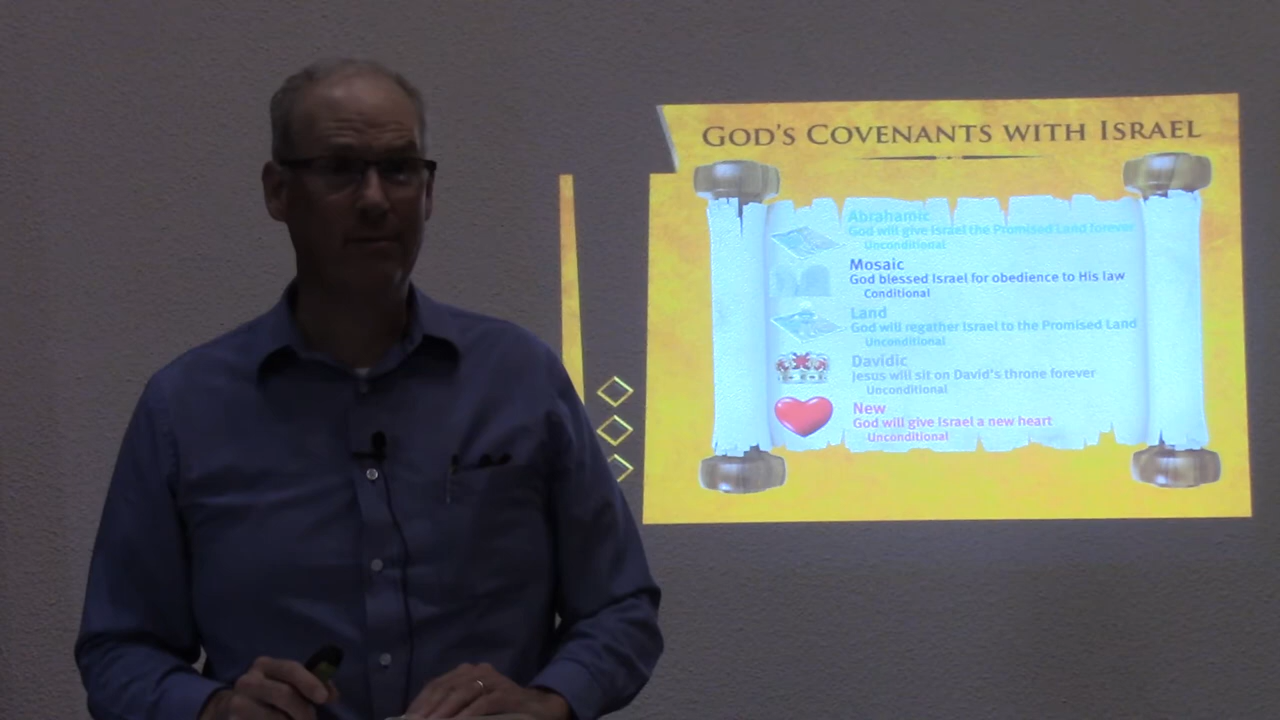 GOD'S COVENANTS WITH ISRAEL
Abrahamic
God will give Israel the Promised Land forever
Unconditional
Mosaic
God blessed Israel for obedience to His law
Conditional
Land
God will regather Israel to the Promised Land
Unconditional
Davidic
Jesus will sit on David's throne forever
Unconditional
New
God will give Israel a new heart
Unconditional